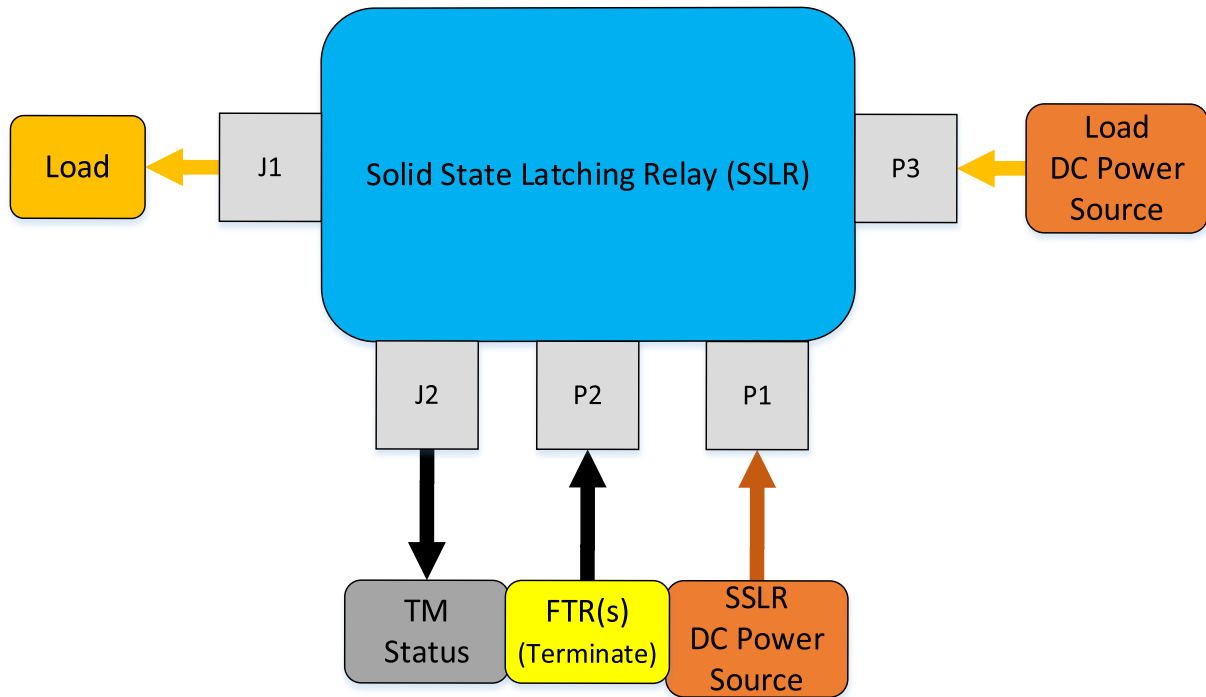 Solid State Latching Relay (SSLR)
Load
J1
P3
Load
DC Power
Source
J2
P2
P1
TM
Status
FTR(s)
(Terminate)
SSLR
DC Power
Source